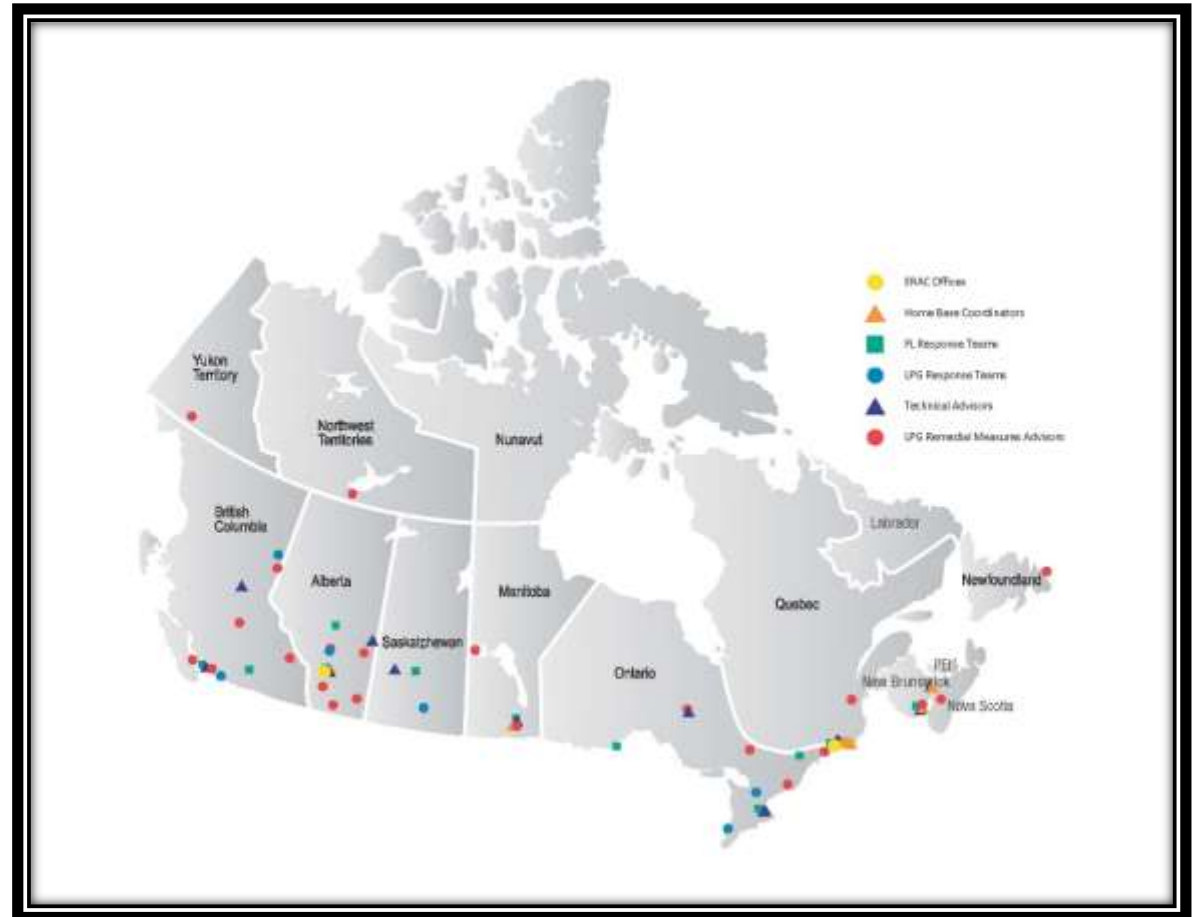 ERAC Offices
Home Base Coordinators
FL Response Teams
LPG Response Teams
Technical Advisors
LPG Remedial Measures Advisors
Yukon
Territory
Northwest
Territories
Nunavut
British
Columbia
Alberta
Saskatchewan
Manitoba
Ontario
Quebec
Labrador
Newfoundland
PEI
New Brunswick
Nova Scotia